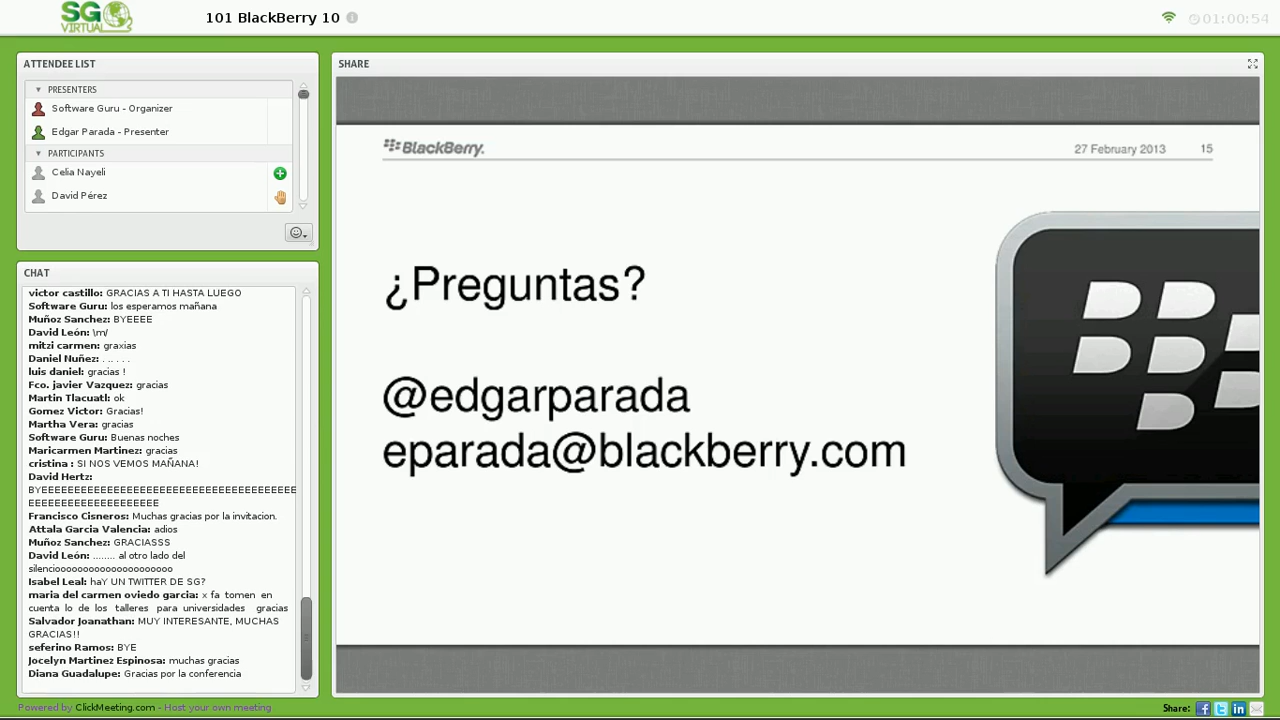 SG
VIRTUAL
101 BlackBerry 10
01:00:54
ATTENDEE LIST
PRESENTERS
Software Guru - Organizer
Edgar Parada - Presenter
PARTICIPANTS
Celia Nayeli
David Pérez
CHAT
victor castillo: GRACIAS A TI HASTA LUEGO
Software Guru: los esperamos mañana
Muñoz Sanchez: BYEEEE
David León: \m/
mitzi carmen: graxias
Daniel Nuñez: . .. . . .
luis daniel: gracias !
Fco. javier Vazquez: gracias
Martin Tlacuatl: ok
Gomez Victor: Gracias!
Martha Vera: gracias
Software Guru: Buenas noches
Maricarmen Martinez: gracias
cristina : SI NOS VEMOS MAÑANA!
David Hertz:
BYEEEEEEEEEEEEEEEEEEEEEEEEEEEEEEEEEEEEEEE
EEEEEEEEEEEEEEEEEEEE
Francisco Cisneros: Muchas gracias por la invitacion.
Attala Garcia Valencia: adios
Muñoz Sanchez: GRACIASSS
David León: ........ al otro lado del
silenciooooooooooooooooooooo
Isabel Leal: haY UN TWITTER DE SG?
maria del carmen oviedo garcia: x fa tomen en
cuenta lo de los talleres para universidades gracias
Salvador Joanathan: MUY INTERESANTE, MUCHAS
GRACIAS!!
seferino Ramos: BYE
Jocelyn Martinez Espinosa: muchas gracias
Diana Guadalupe: Gracias por la conferencia
SHARE
BlackBerry.
27 February 2013 15
¿Preguntas?
@edgarparada
eparada@blackberry.com
Powered by ClickMeeting.com - Host your own meeting
Share: